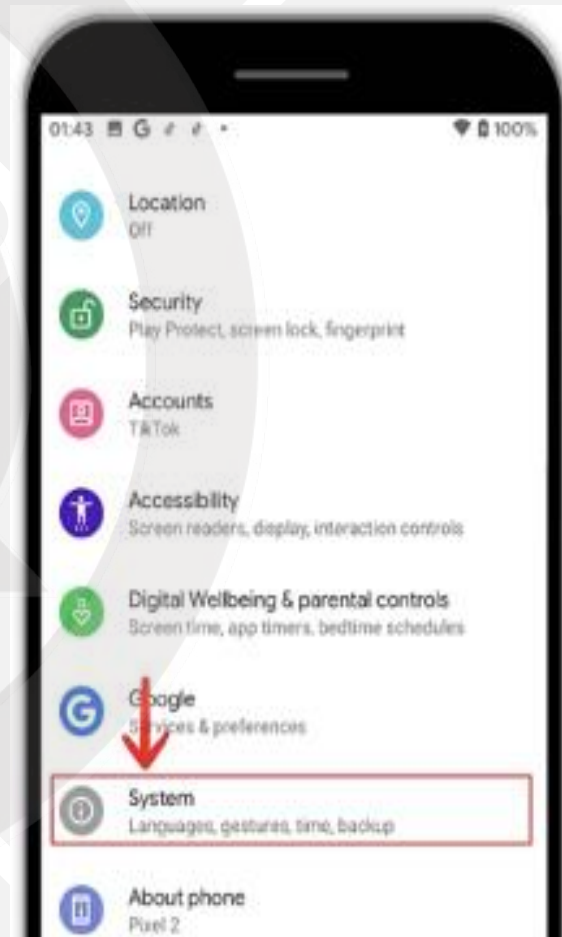 01:43 G 100%
Location
Off
Security
Play Protect, screen lock, fingerprint
Accounts
TikTok
Accessibility
Screen readers, display, interaction controls
Digital Wellbeing & parental controls
Screen time, app timers, bedtime schedules
Google
Services & preferences
System
Languages, gestures, time, backup
About phone
Pixel 2